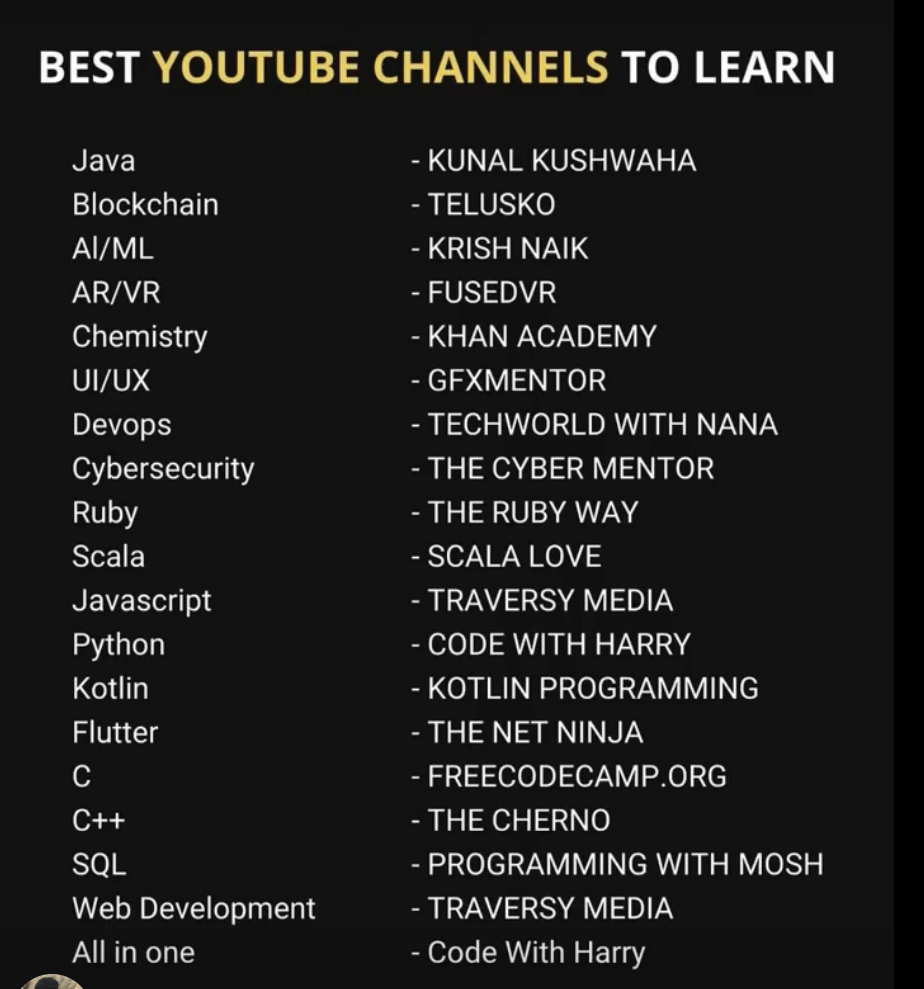 BEST YOUTUBE CHANNELS TO LEARN
Java - KUNAL KUSHWAHA
Blockchain - TELUSKO
AI/ML - KRISH NAIK
AR/VR - FUSEDVR
Chemistry - KHAN ACADEMY
UI/UX - GFXMENTOR
Devops - TECHWORLD WITH NANA
Cybersecurity - THE CYBER MENTOR
Ruby - THE RUBY WAY
Scala - SCALA LOVE
Javascript - TRAVERSY MEDIA
Python - CODE WITH HARRY
Kotlin - KOTLIN PROGRAMMING
Flutter - THE NET NINJA
C - FREECODECAMP.ORG
C++ - THE CHERNO
SQL - PROGRAMMING WITH MOSH
Web Development - TRAVERSY MEDIA
All in one - Code With Harry